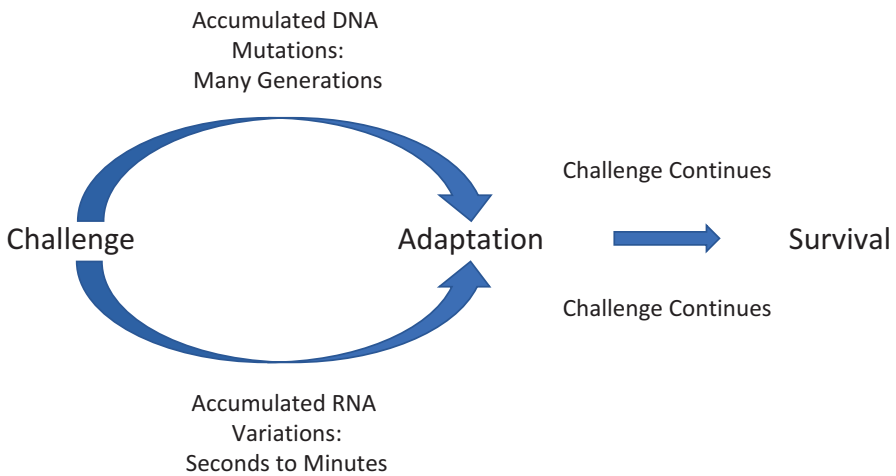 Accumulated DNA
Mutations:
Many Generations
Challenge Continues
Challenge
Adaptation
Survival
Challenge Continues
Accumulated RNA
Variations:
Seconds to Minutes